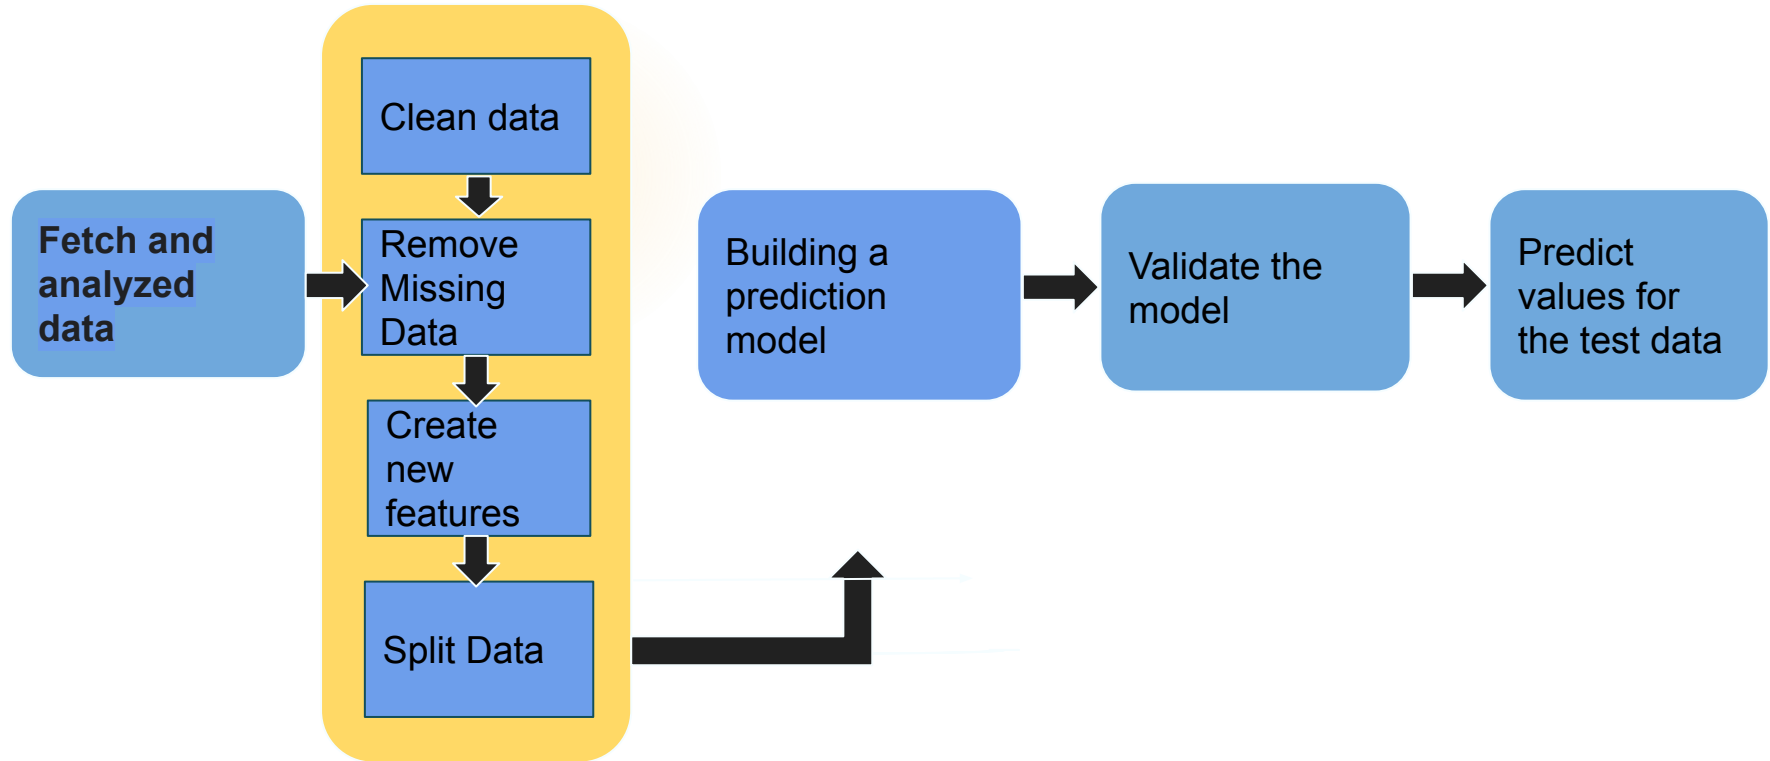 Fetch and
analyzed
data
Clean data
Remove
Missing
Data
Create
new
features
Split Data
Building a
prediction
model
Validate the
model
Predict
values for
the test data